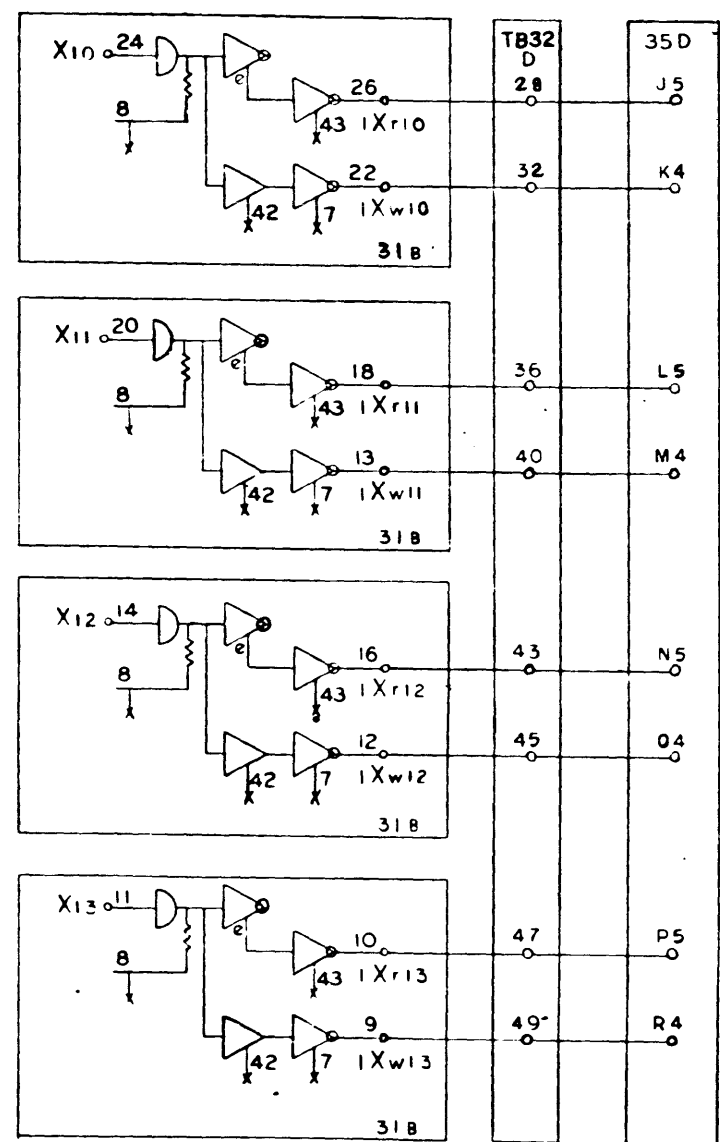 TB32 D
35D
X10 24
8
e
26
43 1Xr10
28
J5
22
42 7 1Xw10
32
K4
31B
X11 20
8
e
18
43 1Xr11
36
L5
13
42 7 1Xw11
40
M4
31B
X12 14
8
e
16
43 1Xr12
43
N5
12
42 7 1Xw12
45
Q4
31B
X13 11
8
e
10
43 1Xr13
47
P5
9
42 7 1Xw13
49
R4
31B